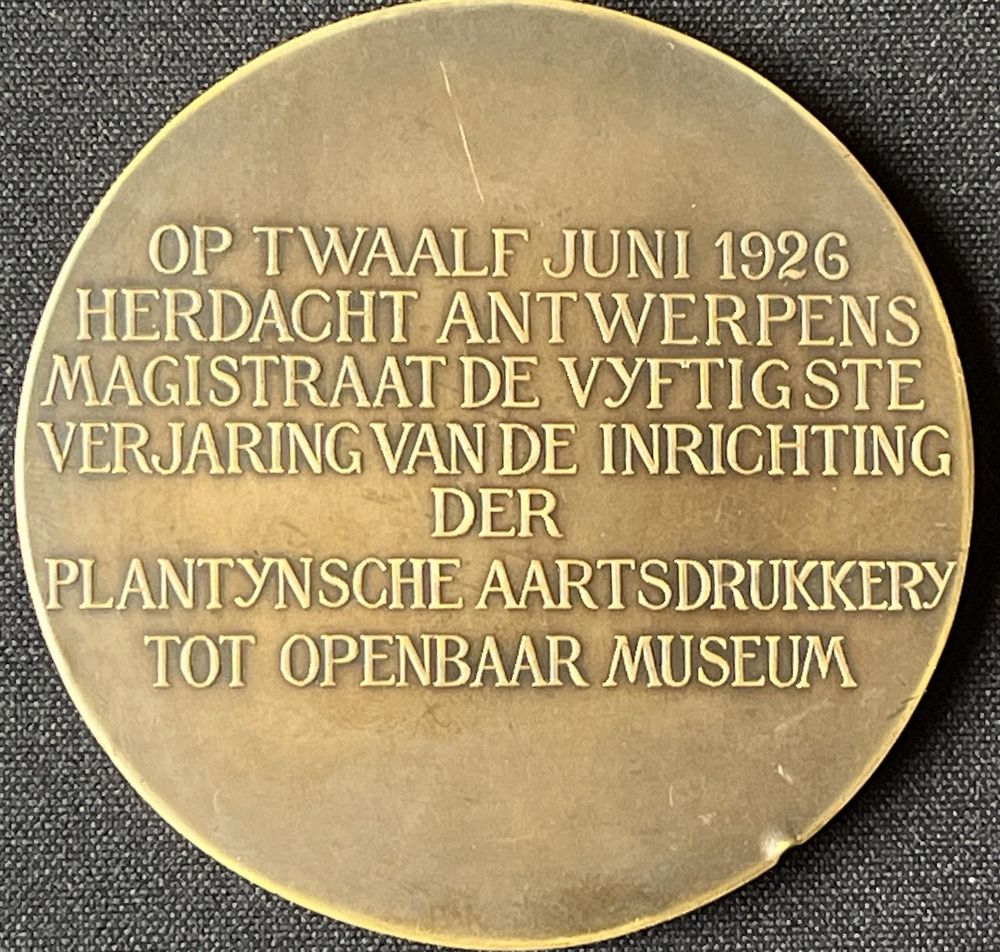 OP TWAALF JUNI 1926
HERDACHT ANTWERPENS
MAGISTRAAT DE VYFTIGSTE
VERJARING VAN DE INRICHTING
DER
PLANTYNSCHE AARTSDRUKKERY
TOT OPENBAAR MUSEUM